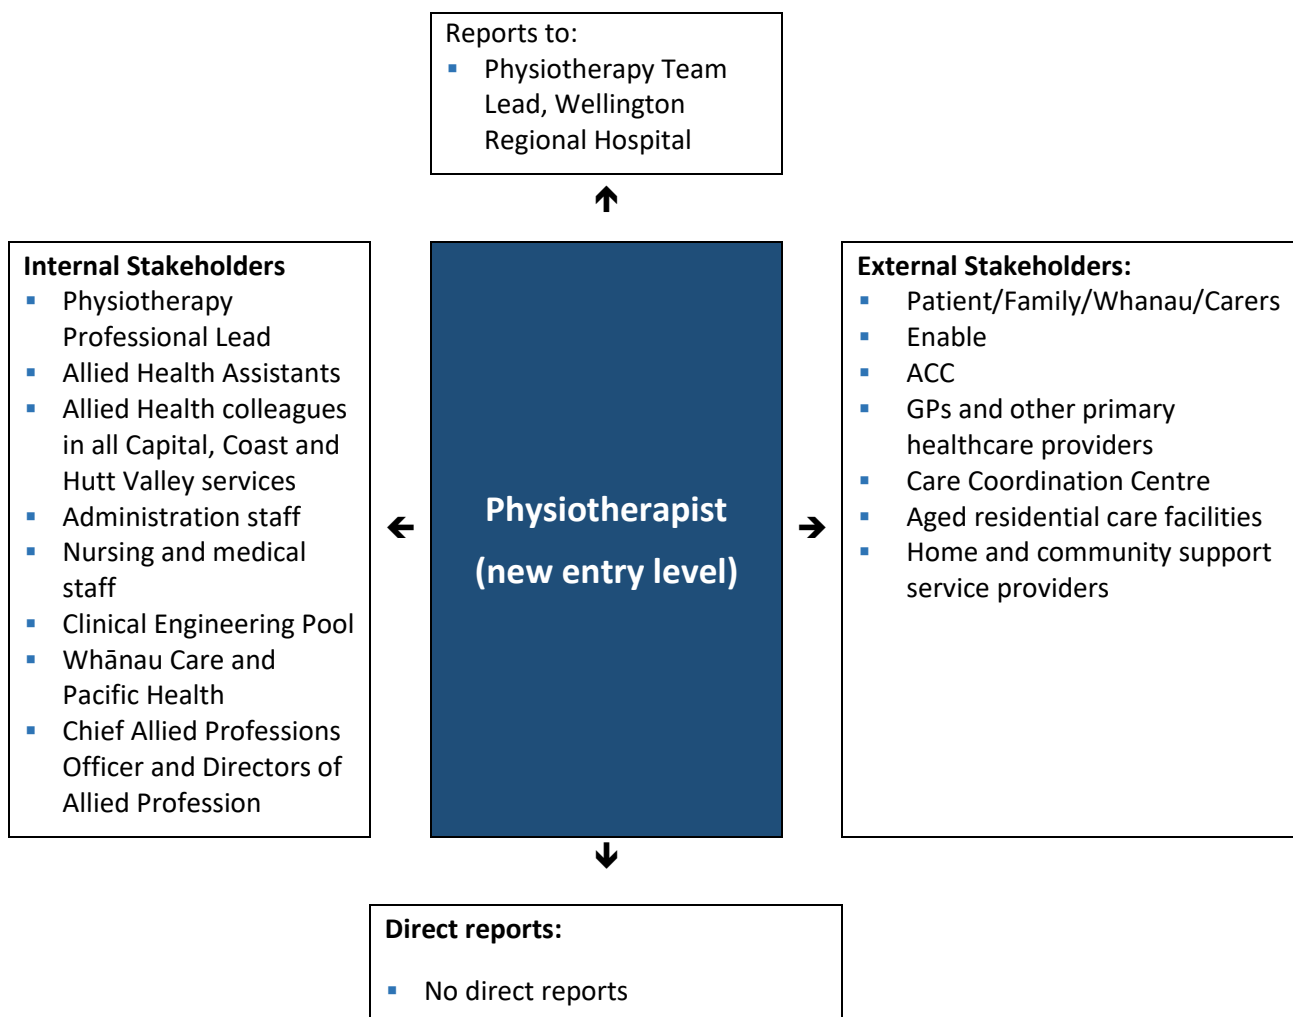 Reports to:
▪ Physiotherapy Team
Lead, Wellington
Regional Hospital
Internal Stakeholders
▪ Physiotherapy
Professional Lead
▪ Allied Health Assistants
▪ Allied Health colleagues
in all Capital, Coast and
Hutt Valley services
▪ Administration staff
▪ Nursing and medical
staff
▪ Clinical Engineering Pool
▪ Whānau Care and
Pacific Health
▪ Chief Allied Professions
Officer and Directors of
Allied Profession
Physiotherapist
(new entry level)
External Stakeholders:
▪ Patient/Family/Whanau/Carers
▪ Enable
▪ ACC
▪ GPs and other primary
healthcare providers
▪ Care Coordination Centre
▪ Aged residential care facilities
▪ Home and community support
service providers
Direct reports:
▪ No direct reports